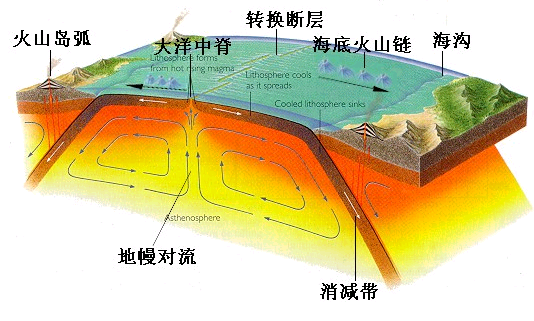 转换断层
火山岛弧
大洋中脊
海底火山链
海沟
Lithosphere forms
from hot rising magma
Lithosphere cools
as it spreads
Cooled lithosphere sinks
Asthenosphere
地幔对流
消减带